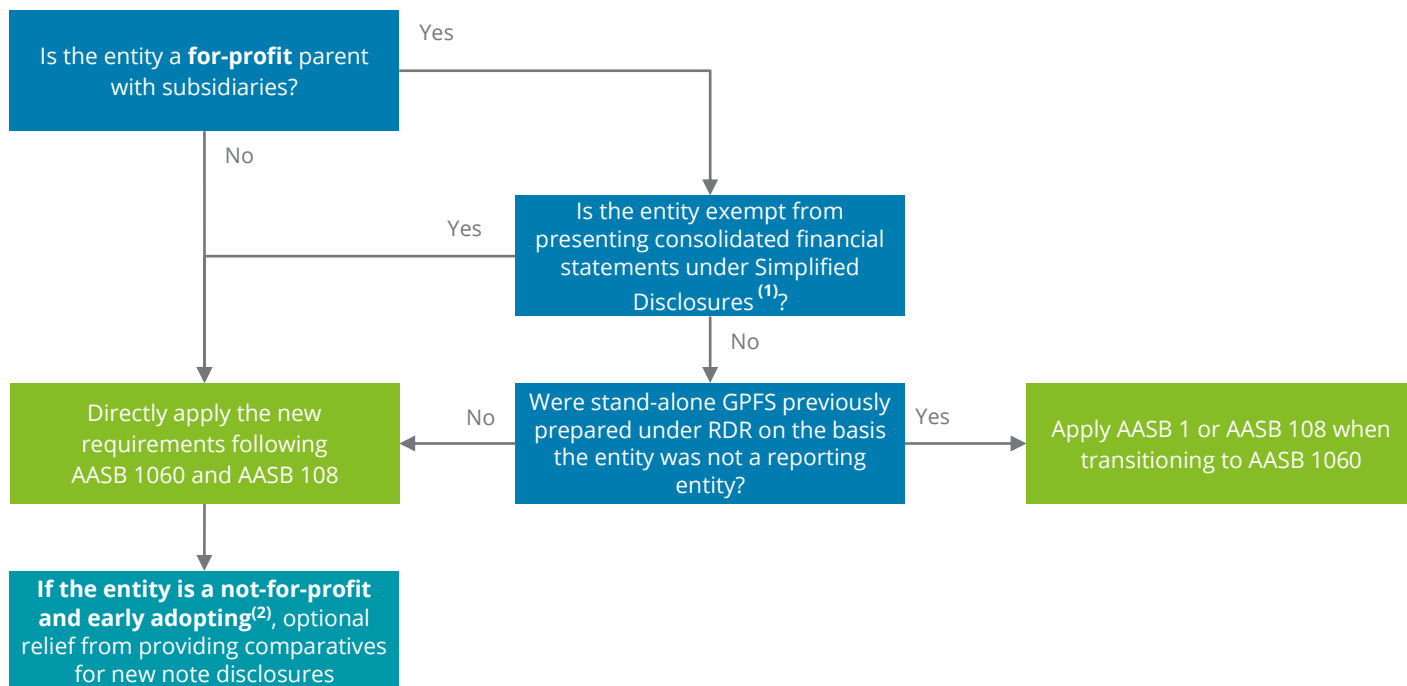 Is the entity a for-profit parent
with subsidiaries?
Yes
No
Is the entity exempt from
presenting consolidated financial
statements under Simplified
Disclosures (1)?
Yes
No
Directly apply the new
requirements following
AASB 1060 and AASB 108
No
Were stand-alone GPFS previously
prepared under RDR on the basis
the entity was not a reporting
entity?
Yes
Apply AASB 1 or AASB 108 when
transitioning to AASB 1060
If the entity is a not-for-profit
and early adopting(2), optional
relief from providing comparatives
for new note disclosures